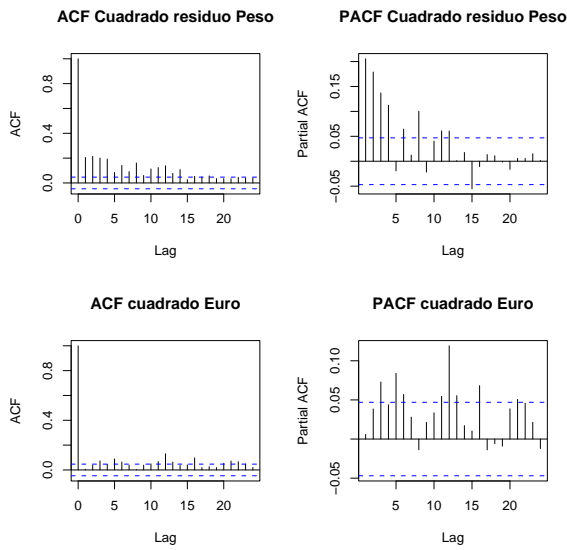 ACF Cuadrado residuo Peso
ACF
0.0
0.4
0.8
0
5
10
15
20
Lag
PACF Cuadrado residuo Peso
Partial ACF
−0.05
0.05
0.15
5
10
15
20
Lag
ACF cuadrado Euro
ACF
0.0
0.4
0.8
0
5
10
15
20
Lag
PACF cuadrado Euro
Partial ACF
−0.05
0.05
0.10
5
10
15
20
Lag